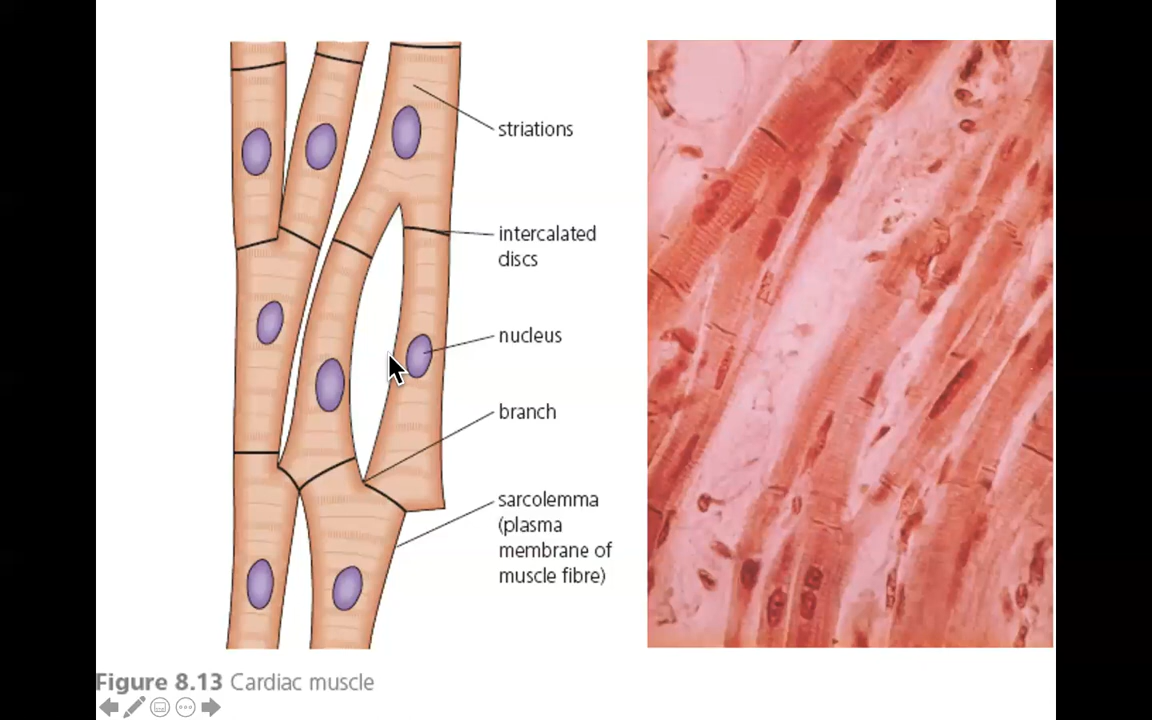 striations
intercalated
discs
nucleus
branch
sarcolemma
(plasma
membrane of
muscle fibre)
Figure 8.13 Cardiac muscle